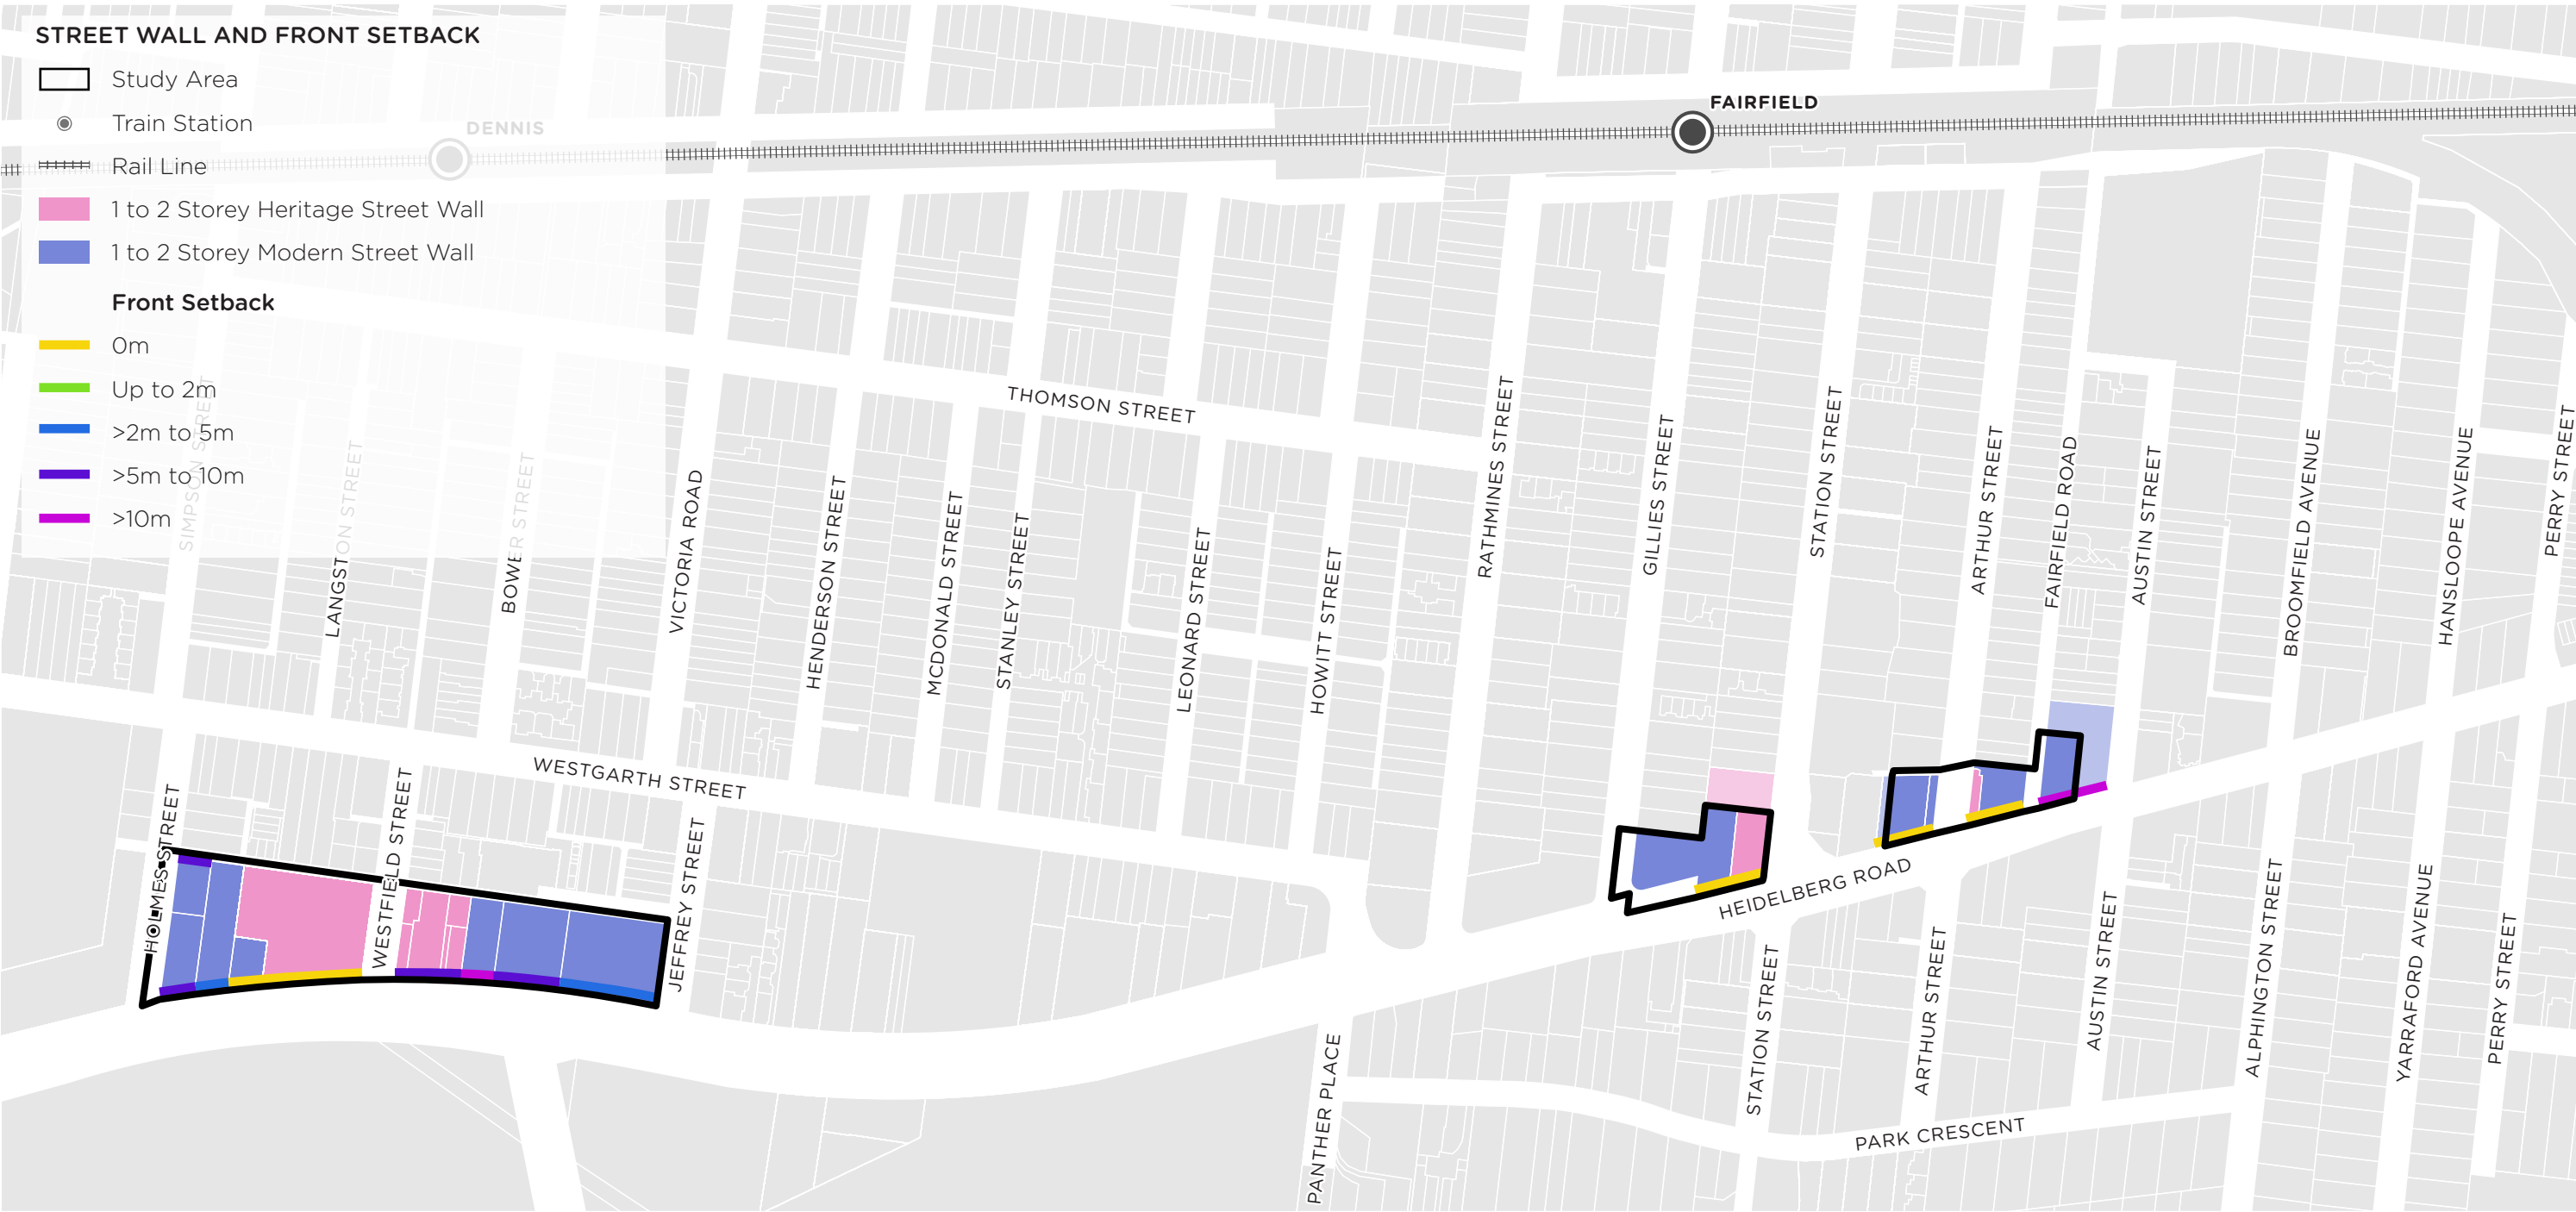 STREET WALL AND FRONT SETBACK
Study Area
Train Station
Rail Line
1 to 2 Storey Heritage Street Wall
1 to 2 Storey Modern Street Wall
Front Setback
0m
Up to 2m
>2m to 5m
>5m to 10m
>10m
DENNIS
FAIRFIELD
THOMSON STREET
SIMPSON STREET
LANGSTON STREET
BOWER STREET
VICTORIA ROAD
HENDERSON STREET
MCDONALD STREET
STANLEY STREET
LEONARD STREET
HOWITT STREET
RATHMINES STREET
GILLIES STREET
STATION STREET
ARTHUR STREET
FAIRFIELD ROAD
AUSTIN STREET
BROOMFIELD AVENUE
HANSLOPE AVENUE
PERRY STREET
WESTGARTH STREET
HOLMES STREET
WESTFIELD STREET
JEFFREY STREET
HEIDELBERG ROAD
PANTHER PLACE
STATION STREET
ARTHUR STREET
AUSTIN STREET
ALPHINGTON STREET
YARRAFORD AVENUE
PERRY STREET
PARK CRESCENT